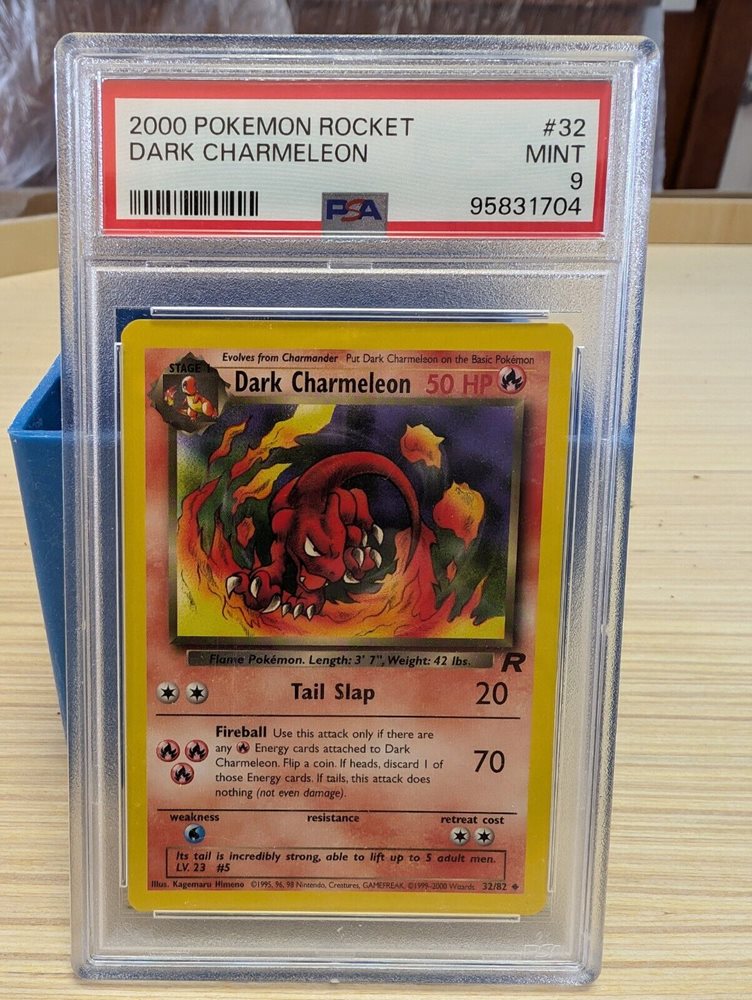 2000 POKEMON ROCKET #32
DARK CHARMELEON MINT
9
PSA 95831704
Evolves from Charmander Put Dark Charmeleon on the Basic Pokémon
STAGE 1
Dark Charmeleon 50 HP
Flame Pokémon. Length: 3' 7", Weight: 42 lbs.
R
Tail Slap 20
Fireball Use this attack only if there are
any Energy cards attached to Dark
Charmeleon. Flip a coin. If heads, discard 1 of
those Energy cards. If tails, this attack does
nothing (not even damage).
70
weakness resistance retreat cost
Its tail is incredibly strong, able to lift up to 5 adult men.
LV. 23 #5
Illus. Kagemaru Himeno ©1995, 96, 98 Nintendo, Creatures, GAMEFREAK. ©1999-2000 Wizards. 32/82
PSA